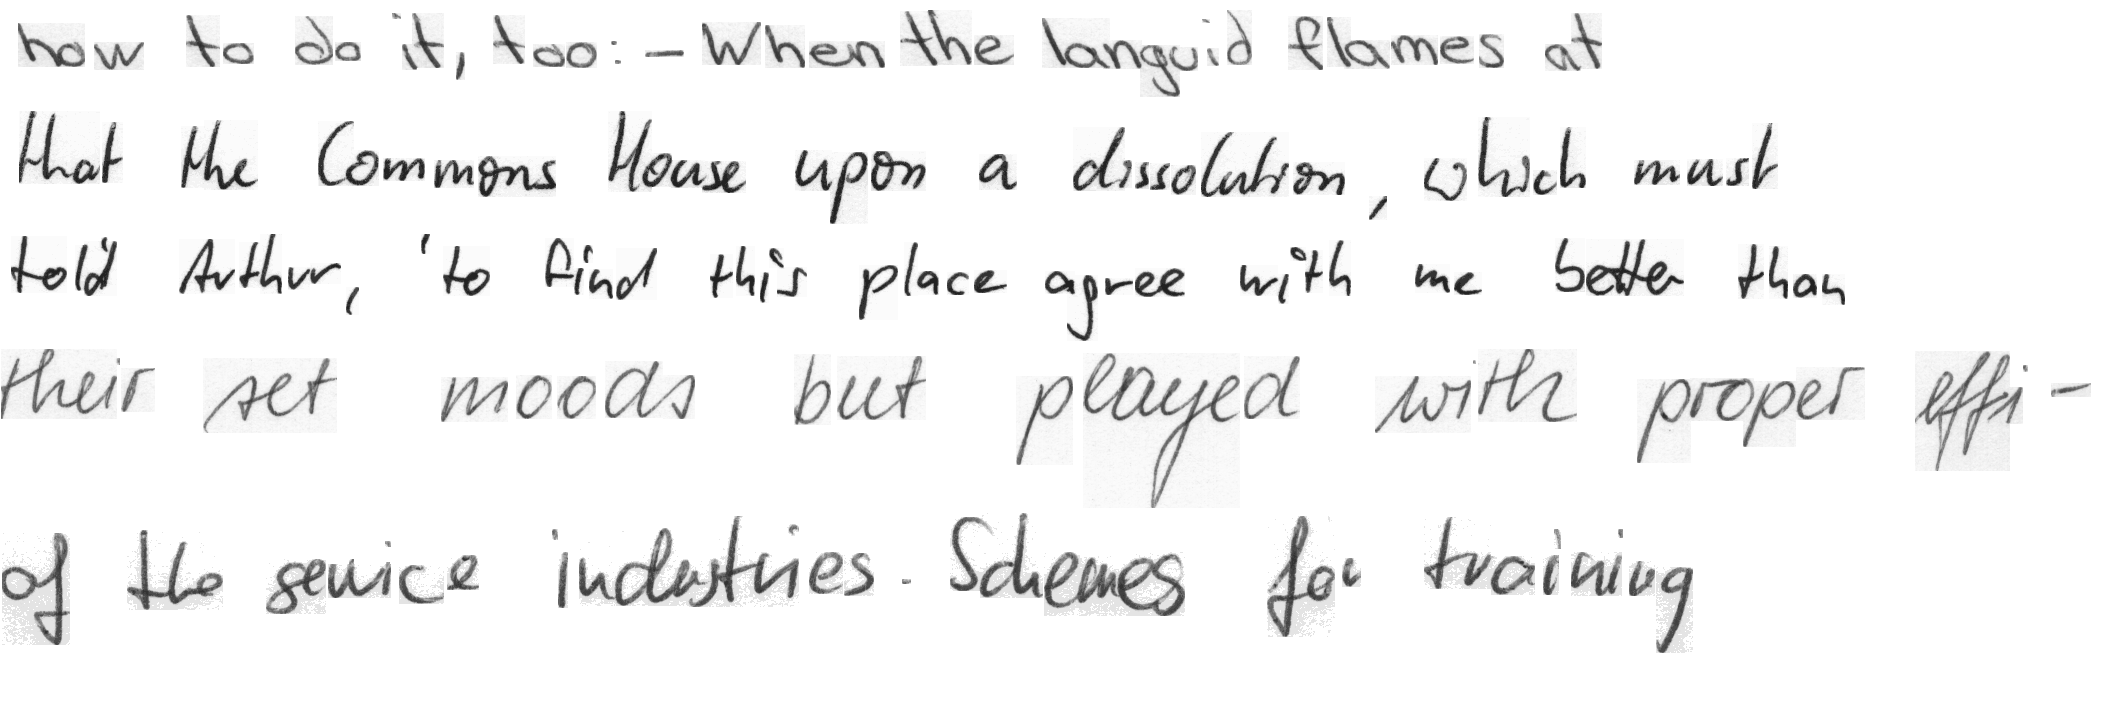 how to do it, too: - When the languid flames at
that the Commons House upon a dissolution, which must
told Arthur, 'to find this place agree with me better than
their set moods but played with proper effi-
of the service industries. Schemes for training